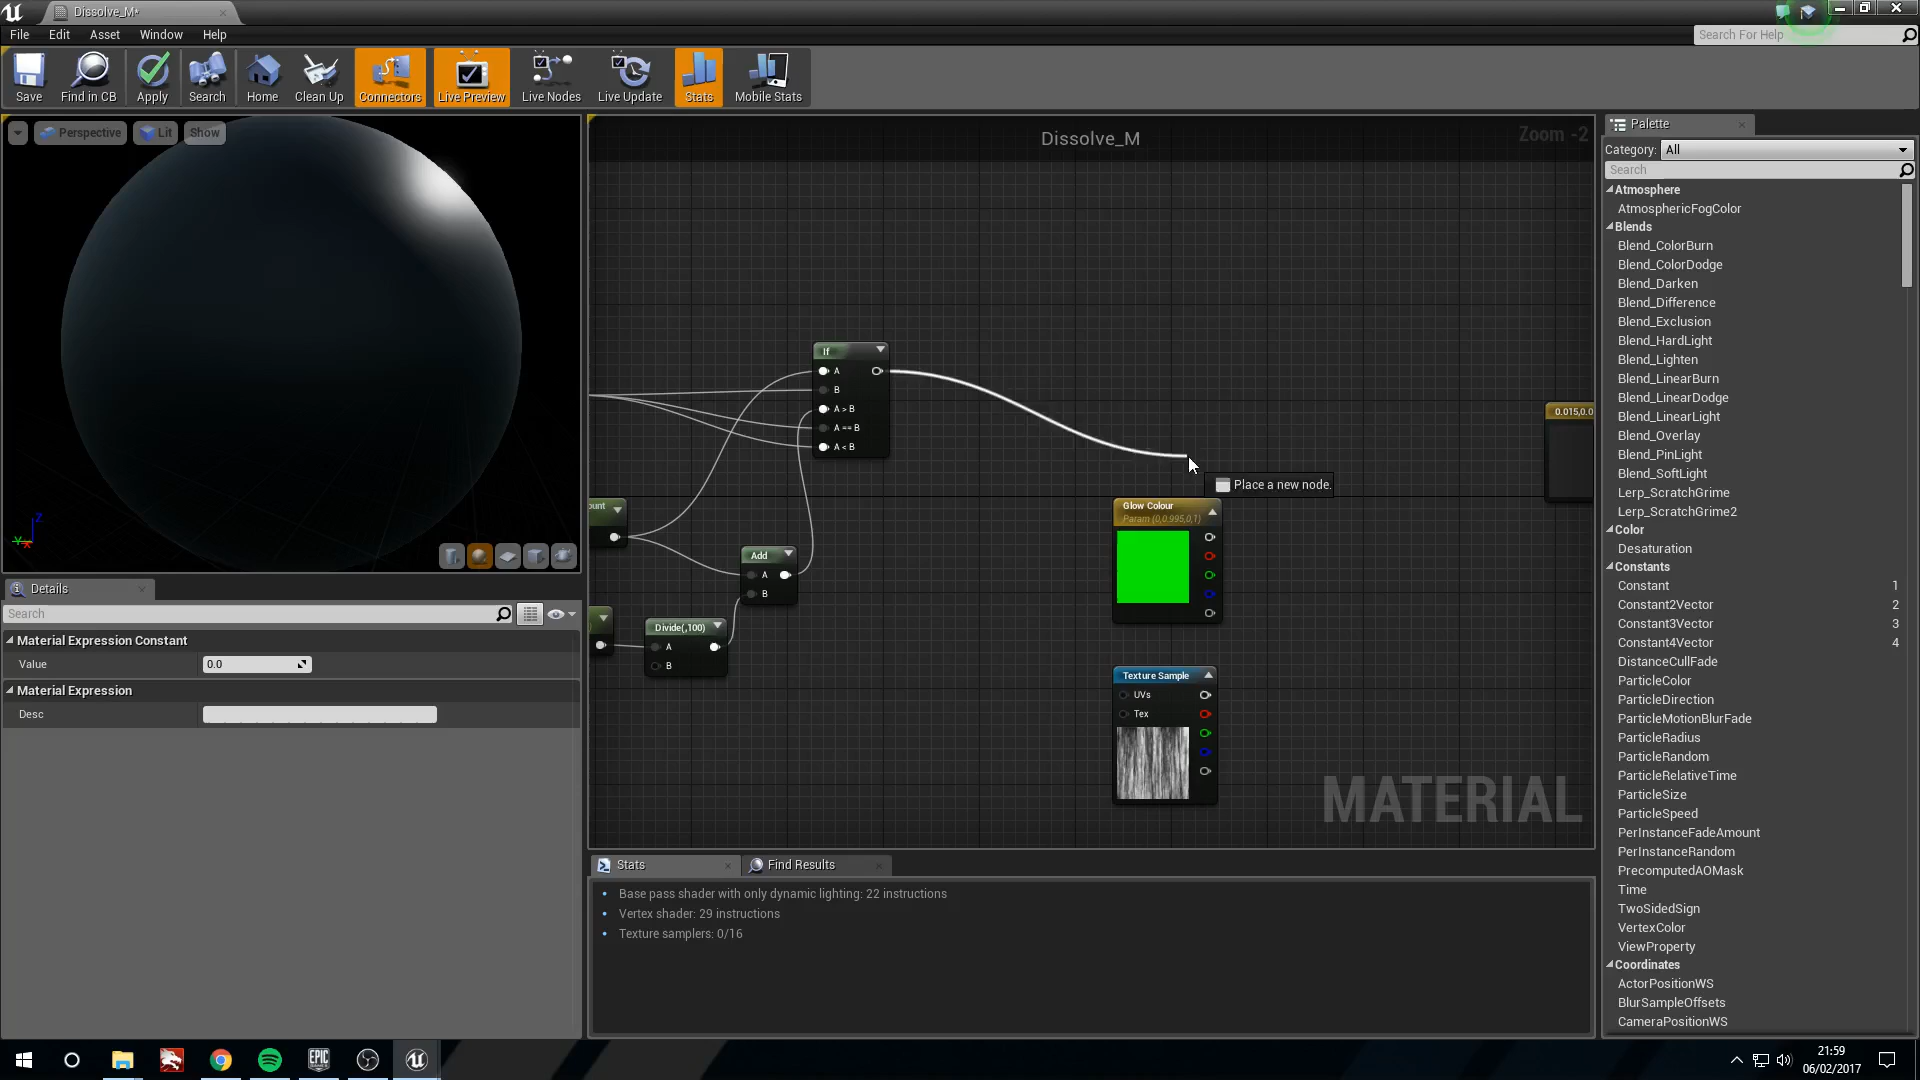 Dissolve_M*
File Edit Asset Window Help
Search For Help
Save Find in CB Apply Search Home Clean Up Connectors Live Preview Live Nodes Live Update Stats Mobile Stats
Perspective Lit Show
Dissolve_M
Zoom -2
If
A
B
A > B
A == B
A < B
Place a new node.
0.015,0.0
Glow Colour
Param (0,0.995,0,1)
ount
Add
A
B
Divide(,100)
A
B
Texture Sample
UVs
Tex
MATERIAL
Z
Y
X
Details
Search
Material Expression Constant
Value 0.0
Material Expression
Desc
Stats Find Results
• Base pass shader with only dynamic lighting: 22 instructions
• Vertex shader: 29 instructions
• Texture samplers: 0/16
Palette
Category: All
Search
Atmosphere
AtmosphericFogColor
Blends
Blend_ColorBurn
Blend_ColorDodge
Blend_Darken
Blend_Difference
Blend_Exclusion
Blend_HardLight
Blend_Lighten
Blend_LinearBurn
Blend_LinearDodge
Blend_LinearLight
Blend_Overlay
Blend_PinLight
Blend_SoftLight
Lerp_ScratchGrime
Lerp_ScratchGrime2
Color
Desaturation
Constants
Constant 1
Constant2Vector 2
Constant3Vector 3
Constant4Vector 4
DistanceCullFade
ParticleColor
ParticleDirection
ParticleMotionBlurFade
ParticleRadius
ParticleRandom
ParticleRelativeTime
ParticleSize
ParticleSpeed
PerInstanceFadeAmount
PerInstanceRandom
PrecomputedAOMask
Time
TwoSidedSign
VertexColor
ViewProperty
Coordinates
ActorPositionWS
BlurSampleOffsets
CameraPositionWS
EPIC
GAMES
21:59
06/02/2017